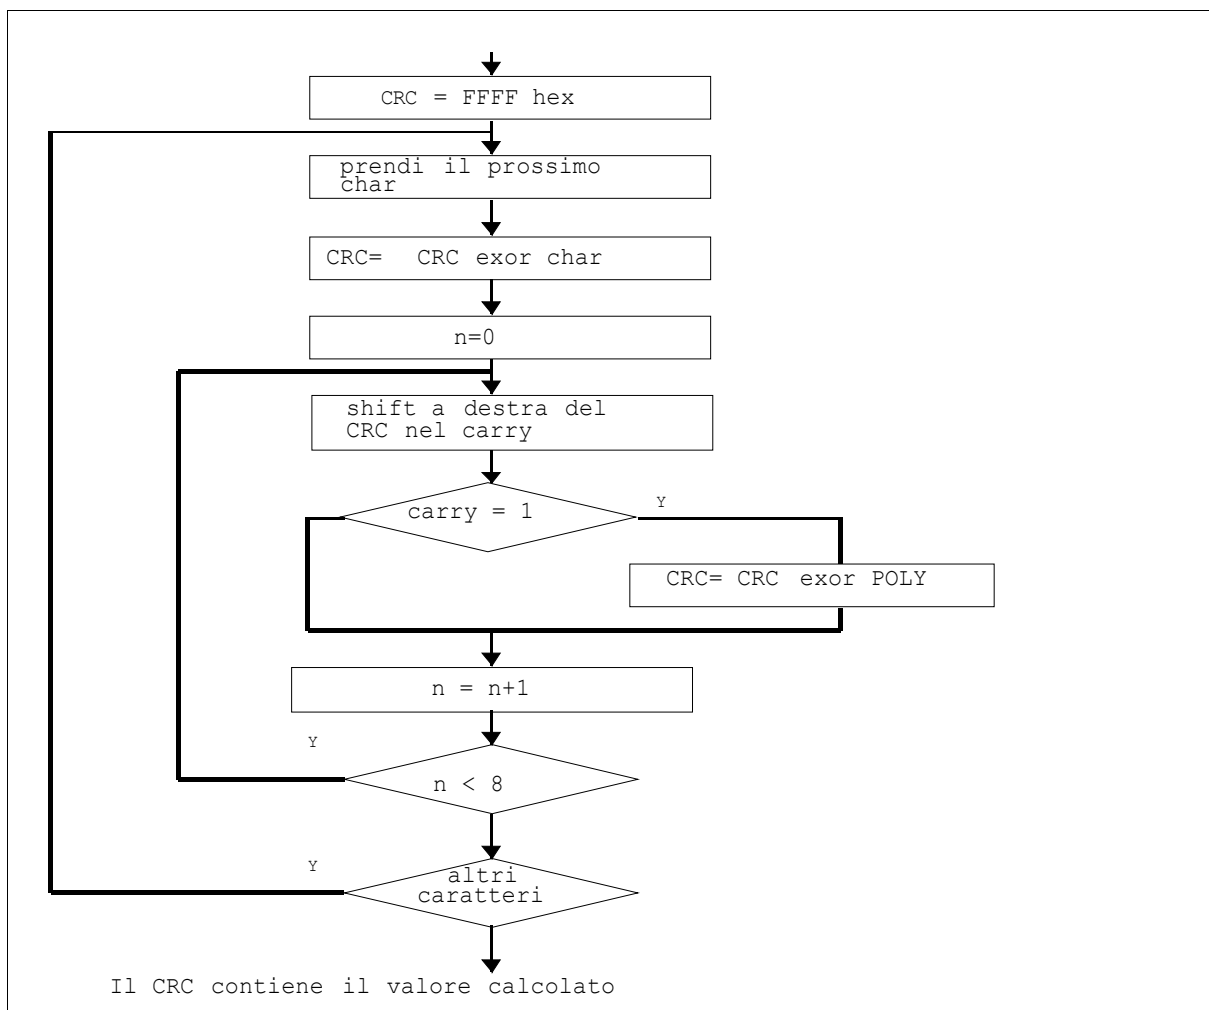 CRC = FFFF hex
prendi il prossimo
char
CRC= CRC exor char
n=0
shift a destra del
CRC nel carry
carry = 1
Y
CRC= CRC exor POLY
n = n+1
Y
n < 8
Y
altri
caratteri
Il CRC contiene il valore calcolato